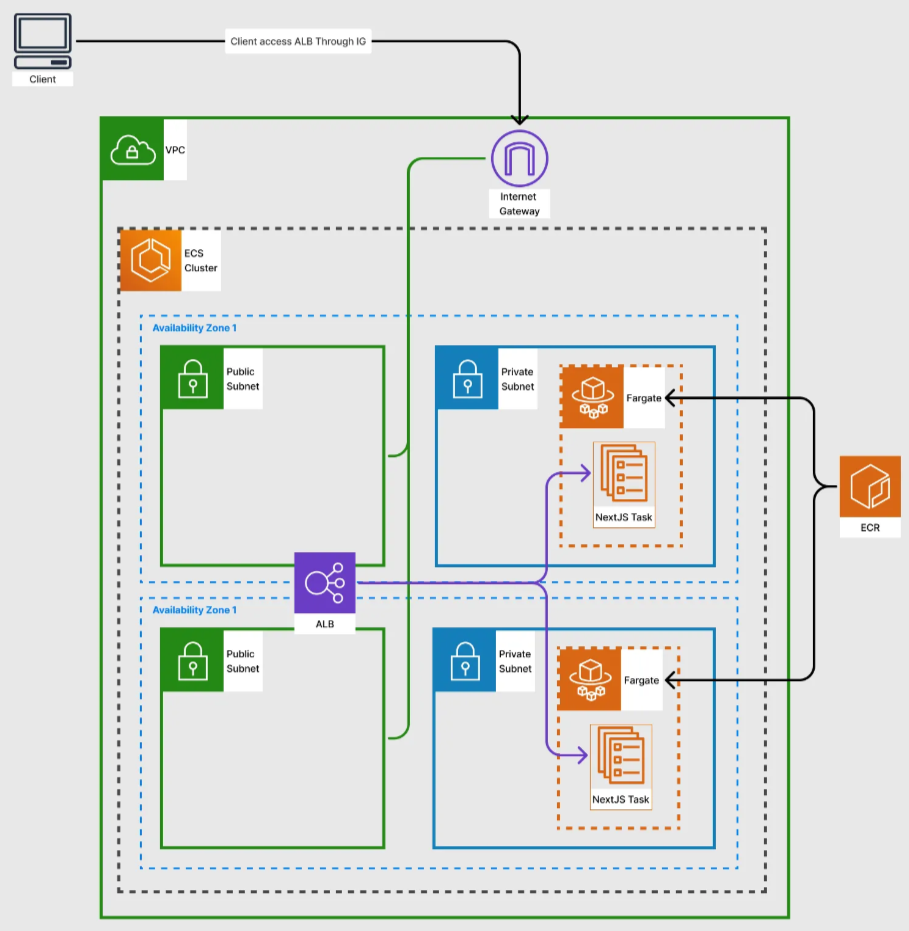 Client access ALB Through IG
Client
VPC
Internet
Gateway
ECS
Cluster
Availability Zone 1
Public
Subnet
Private
Subnet
Fargate
NextJS Task
ECR
ALB
Availability Zone 1
Public
Subnet
Private
Subnet
Fargate
NextJS Task